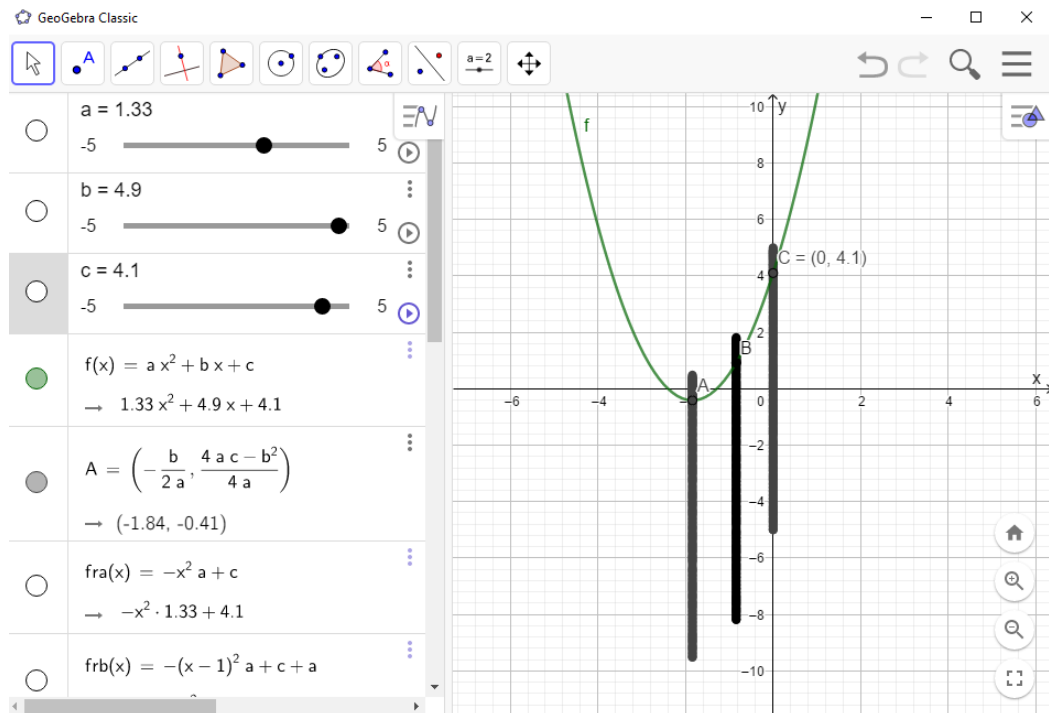 GeoGebra Classic
A
α
a=2
a = 1.33
-5 5
b = 4.9
-5 5
c = 4.1
-5 5
f(x) = a x² + b x + c
→ 1.33 x² + 4.9 x + 4.1
A = (−b/2 a, 4 a c − b²/4 a)
→ (-1.84, -0.41)
fra(x) = −x² a + c
→ −x² · 1.33 + 4.1
frb(x) = −(x − 1)² a + c + a
f
y
10
8
6
4
2
0
−2
−4
−6
−8
−10
−6 −4 −2 2 4 6
x
A
B
C = (0, 4.1)